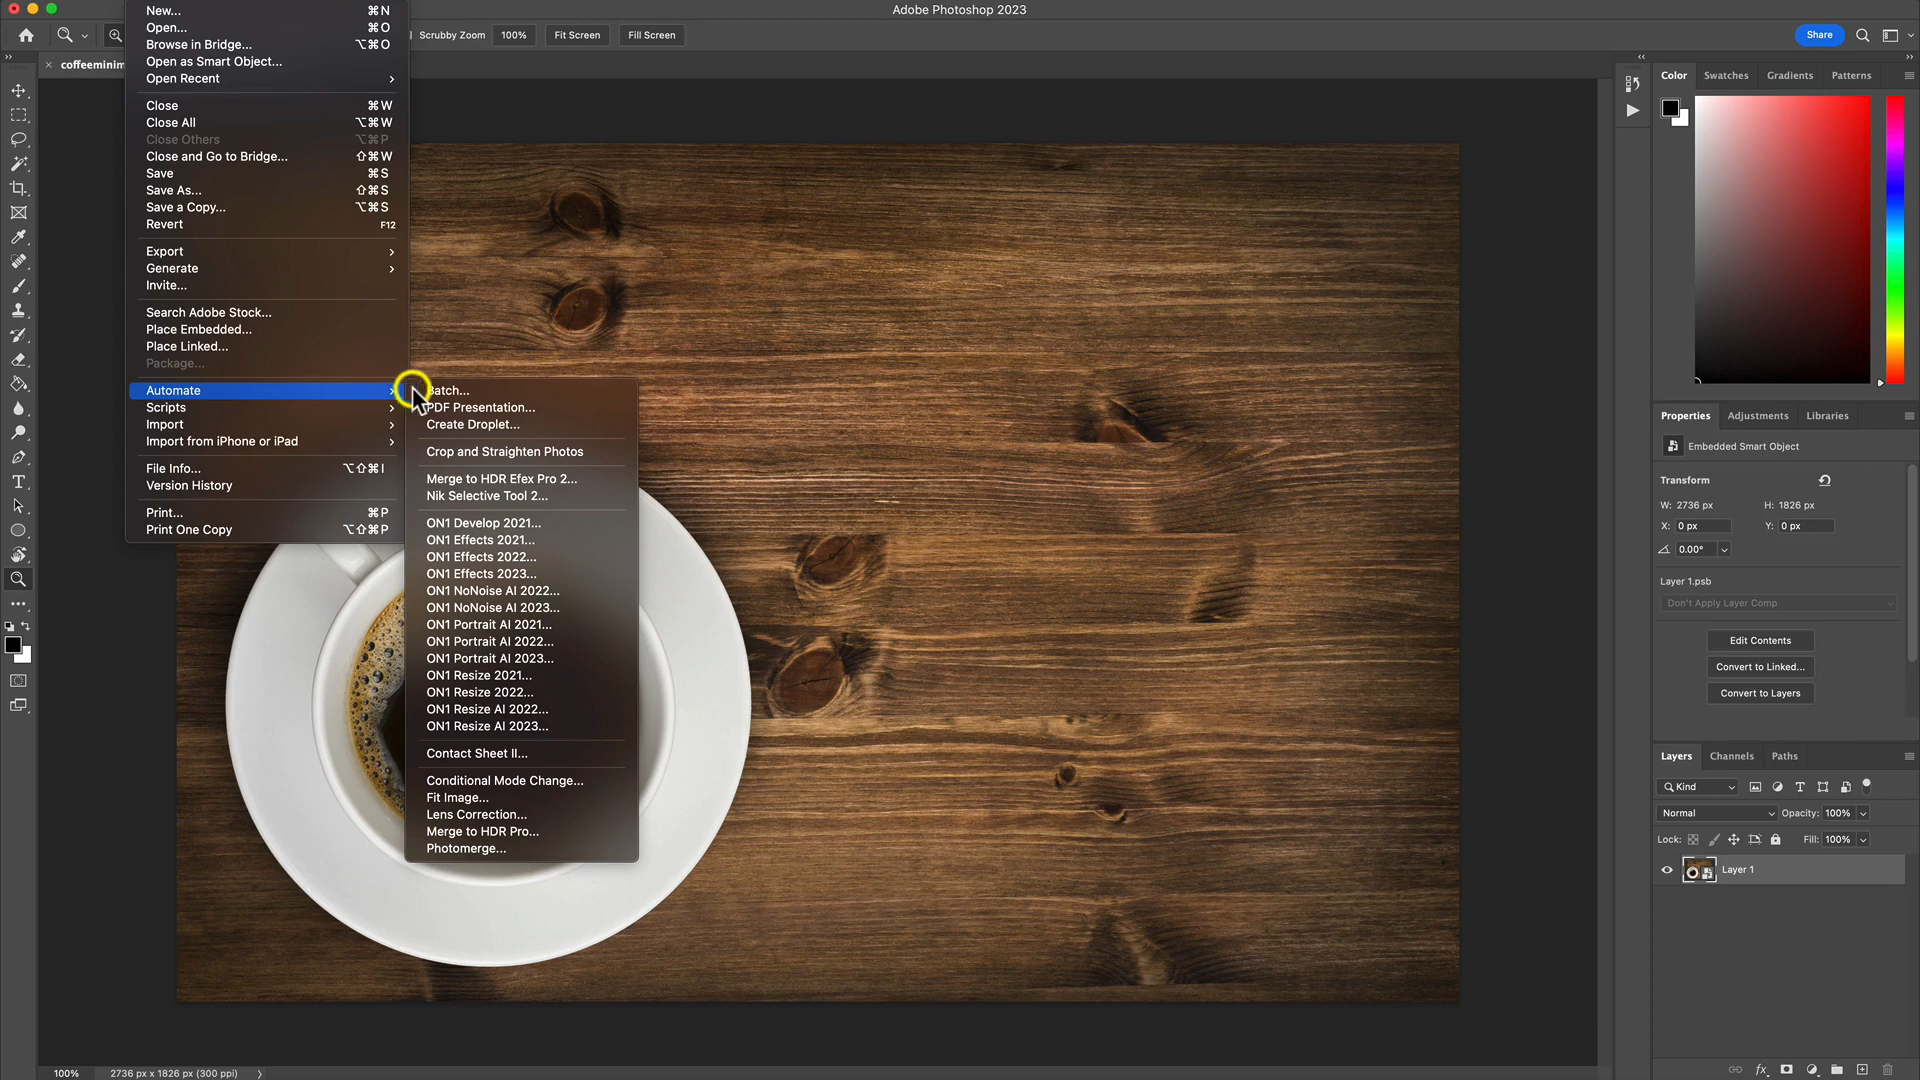 Adobe Photoshop 2023
Scrubby Zoom 100% Fit Screen Fill Screen Share
coffeeminim
New... ⌘N
Open... ⌘O
Browse in Bridge... ⌥⌘O
Open as Smart Object...
Open Recent
Close ⌘W
Close All ⌥⌘W
Close Others ⌥⌘P
Close and Go to Bridge... ⇧⌘W
Save ⌘S
Save As... ⇧⌘S
Save a Copy... ⌥⌘S
Revert F12
Export
Generate
Invite...
Search Adobe Stock...
Place Embedded...
Place Linked...
Package...
Automate
Scripts
Import
Import from iPhone or iPad
File Info... ⌥⇧⌘I
Version History
Print... ⌘P
Print One Copy ⌥⇧⌘P
Batch...
PDF Presentation...
Create Droplet...
Crop and Straighten Photos
Merge to HDR Efex Pro 2...
Nik Selective Tool 2...
ON1 Develop 2021...
ON1 Effects 2021...
ON1 Effects 2022...
ON1 Effects 2023...
ON1 NoNoise AI 2022...
ON1 NoNoise AI 2023...
ON1 Portrait AI 2021...
ON1 Portrait AI 2022...
ON1 Portrait AI 2023...
ON1 Resize 2021...
ON1 Resize 2022...
ON1 Resize AI 2022...
ON1 Resize AI 2023...
Contact Sheet II...
Conditional Mode Change...
Fit Image...
Lens Correction...
Merge to HDR Pro...
Photomerge...
Color Swatches Gradients Patterns
Properties Adjustments Libraries
Embedded Smart Object
Transform
W: 2736 px H: 1826 px
X: 0 px Y: 0 px
0.00°
Layer 1.psb
Don't Apply Layer Comp
Edit Contents
Convert to Linked...
Convert to Layers
Layers Channels Paths
Kind
Normal Opacity: 100%
Lock: Fill: 100%
Layer 1
fx
100% 2736 px x 1826 px (300 ppi)